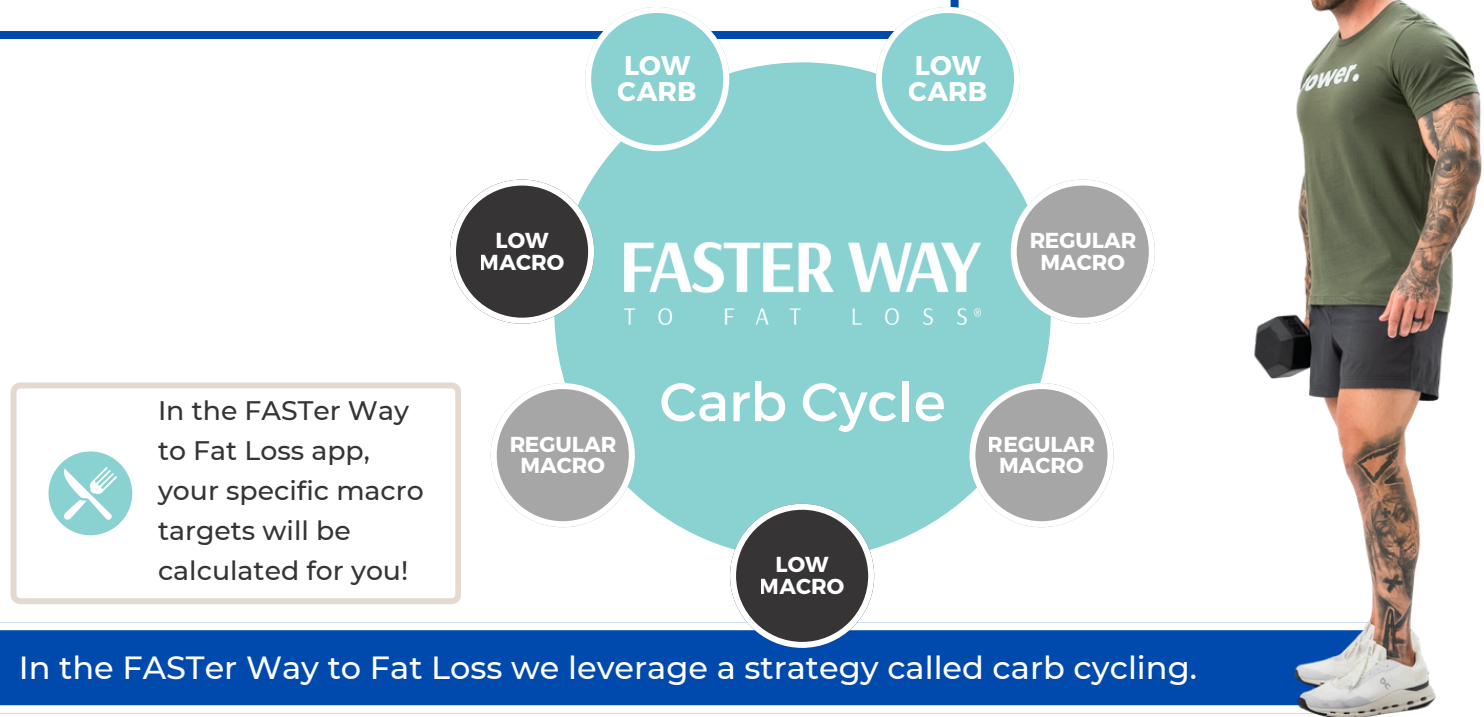 LOW
CARB
LOW
CARB
LOW
MACRO
REGULAR
MACRO
FASTER WAY
TO FAT LOSS®
Carb Cycle
REGULAR
MACRO
REGULAR
MACRO
LOW
MACRO
In the FASTer Way
to Fat Loss app,
your specific macro
targets will be
calculated for you!
In the FASTer Way to Fat Loss we leverage a strategy called carb cycling.